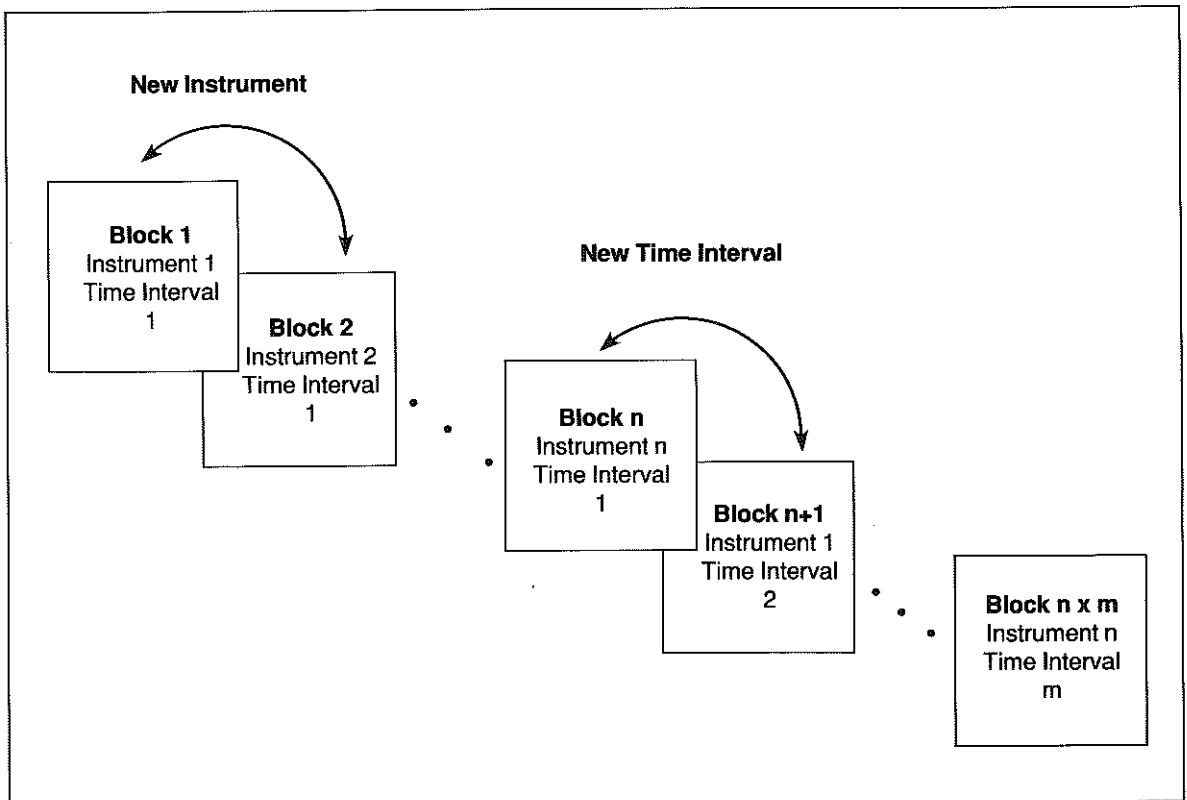 New Instrument
Block 1
Instrument 1
Time Interval
1
Block 2
Instrument 2
Time Interval
1
New Time Interval
Block n
Instrument n
Time Interval
1
Block n+1
Instrument 1
Time Interval
2
Block n x m
Instrument n
Time Interval
m